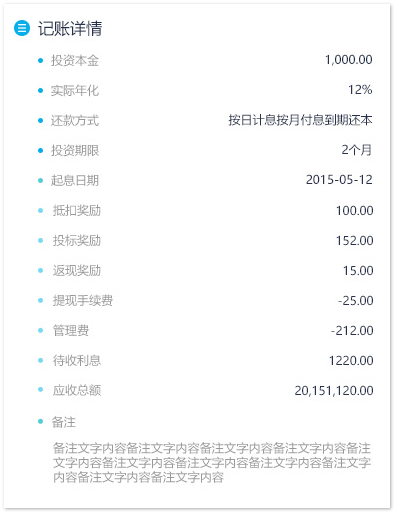 记账详情
投资本金 1,000.00
实际年化 12%
还款方式 按日计息按月付息到期还本
投资期限 2个月
起息日期 2015-05-12
抵扣奖励 100.00
投标奖励 152.00
返现奖励 15.00
提现手续费 -25.00
管理费 -212.00
待收利息 1220.00
应收总额 20,151,120.00
备注
备注文字内容备注文字内容备注文字内容备注文字内容备注
文字内容备注文字内容备注文字内容备注文字内容备注文字
内容备注文字内容备注文字内容